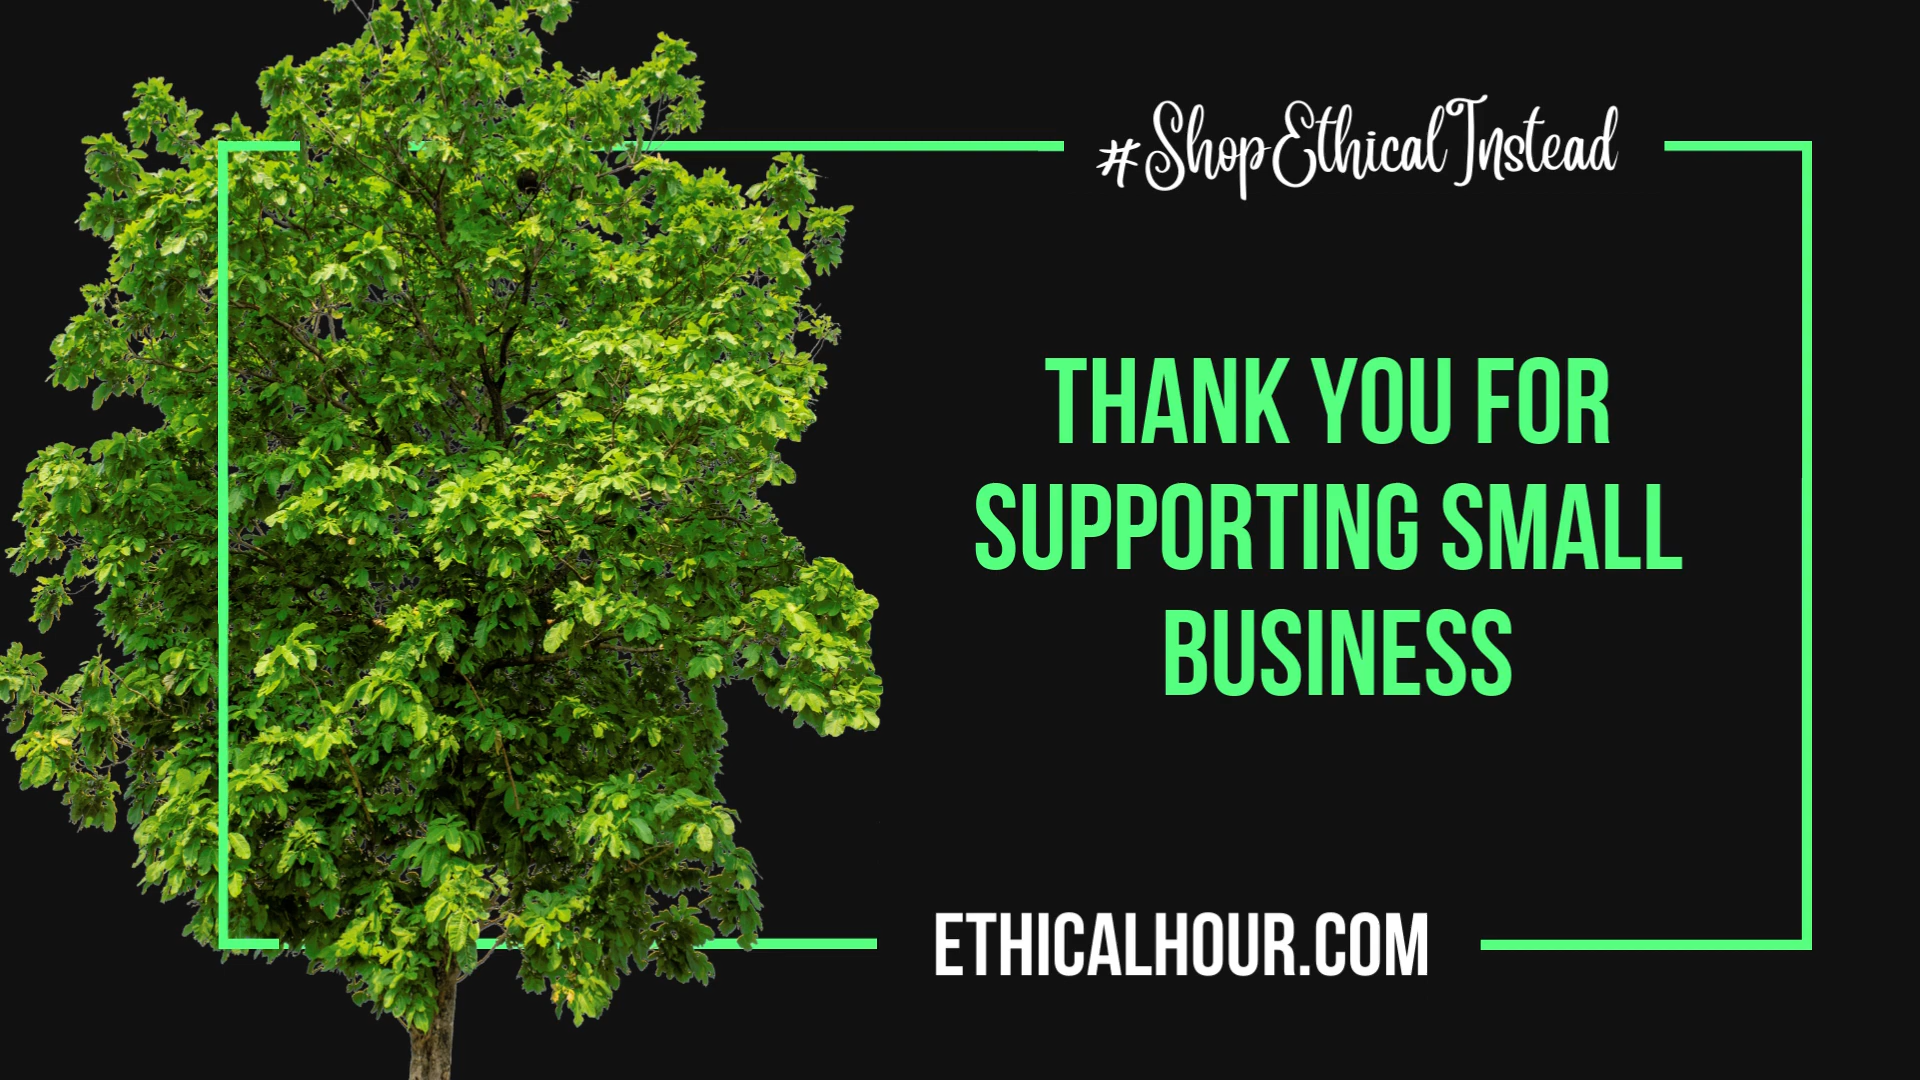 #ShopEthicalInstead
THANK YOU FOR
SUPPORTING SMALL
BUSINESS
ETHICALHOUR.COM